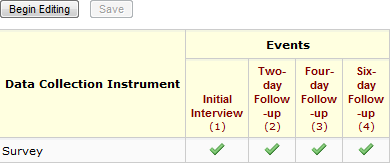 Begin Editing
Save
Events
Data Collection Instrument
Initial
Interview
(1)
Two-
day
Follow
-up
(2)
Four-
day
Follow
-up
(3)
Six-
day
Follow
-up
(4)
Survey